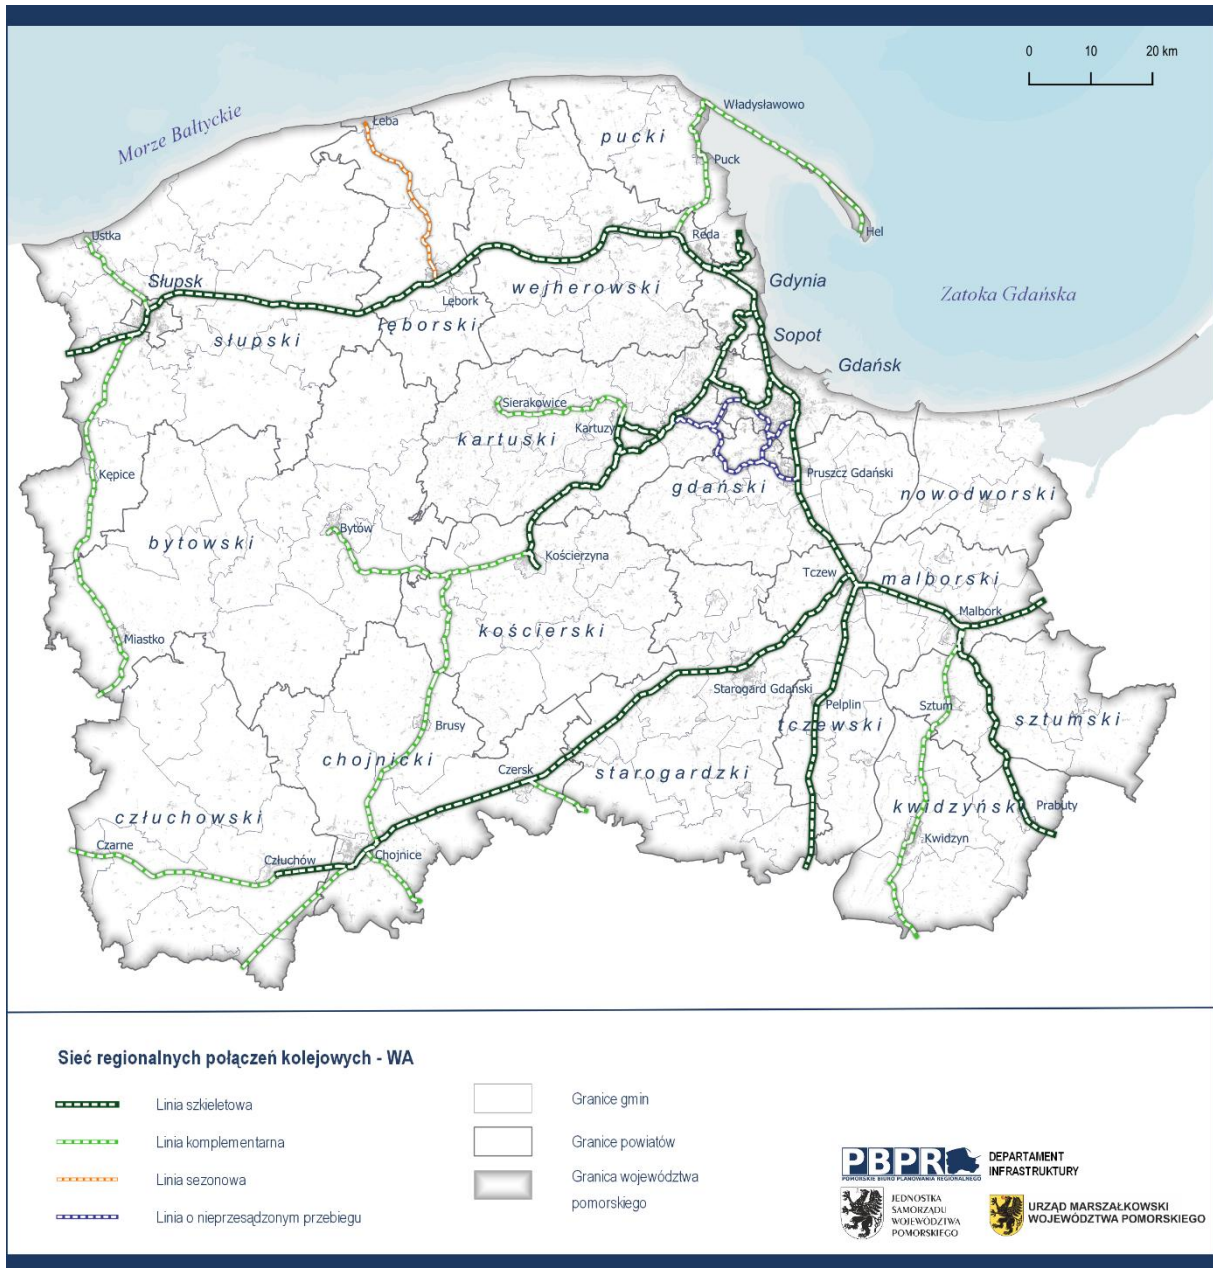 0 10 20 km
Morze Bałtyckie
Łeba
Władysławowo
pucki
Puck
Ustka
Reda
Hel
Słupsk
Gdynia
Lębork
wejherowski
Zatoka Gdańska
lęborski
słupski
Sopot
Gdańsk
Sierakowice
Kartuzy
kartuski
Kępice
Pruszcz Gdański
gdański
nowodworski
Bytów
bytowski
Kościerzyna
Tczew
malborski
Malbork
Miastko
kościerski
Starogard Gdański
Pelplin
Sztum
sztumski
Brusy
tczewski
chojnicki
Czersk
starogardzki
człuchowski
kwidzyński
Prabuty
Czarne
Człuchów
Chojnice
Kwidzyn
Sieć regionalnych połączeń kolejowych - WA
Linia szkieletowa
Linia komplementarna
Linia sezonowa
Linia o nieprzesądzonym przebiegu
Granice gmin
Granice powiatów
Granica województwa
pomorskiego
PBPR
POMORSKIE BIURO PLANOWANIA REGIONALNEGO
DEPARTAMENT
INFRASTRUKTURY
JEDNOSTKA
SAMORZĄDU
WOJEWÓDZTWA
POMORSKIEGO
URZĄD MARSZAŁKOWSKI
WOJEWÓDZTWA POMORSKIEGO